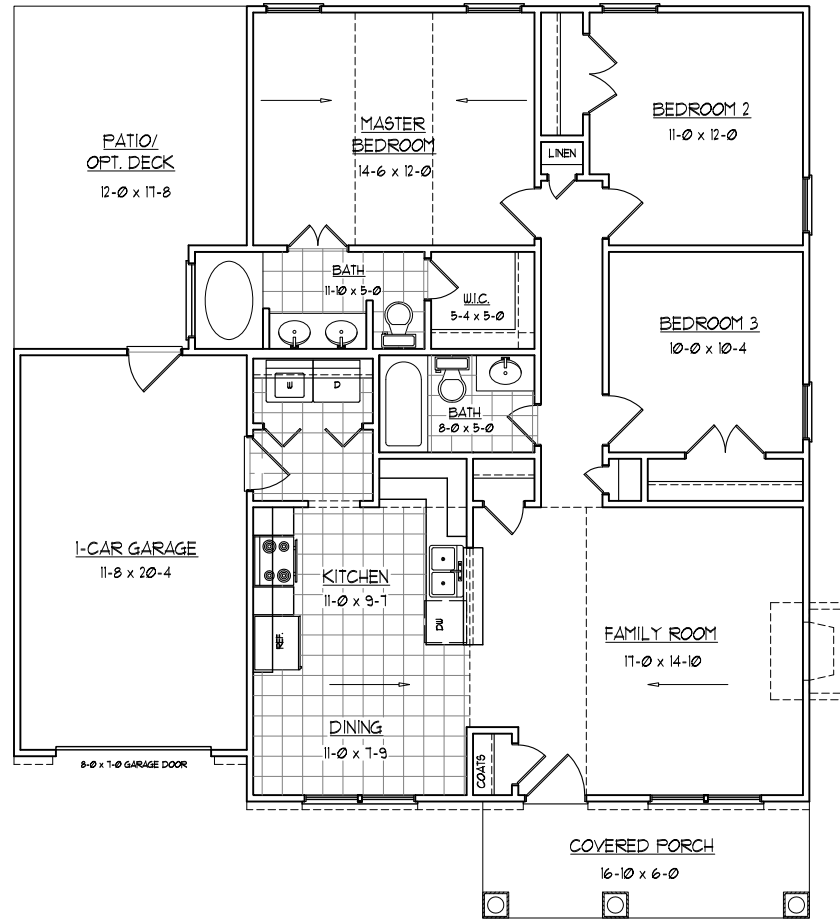 PATIO/
OPT. DECK
12-0 x 17-8
MASTER
BEDROOM
14-6 x 12-0
BEDROOM 2
11-0 x 12-0
LINEN
BATH
11-10 x 5-0
W.I.C.
5-4 x 5-0
BEDROOM 3
10-0 x 10-4
W
D
BATH
8-0 x 5-0
1-CAR GARAGE
11-8 x 20-4
KITCHEN
11-0 x 9-7
DW
REF.
FAMILY ROOM
17-0 x 14-10
DINING
11-0 x 7-9
COATS
8-0 x 7-0 GARAGE DOOR
COVERED PORCH
16-10 x 6-0